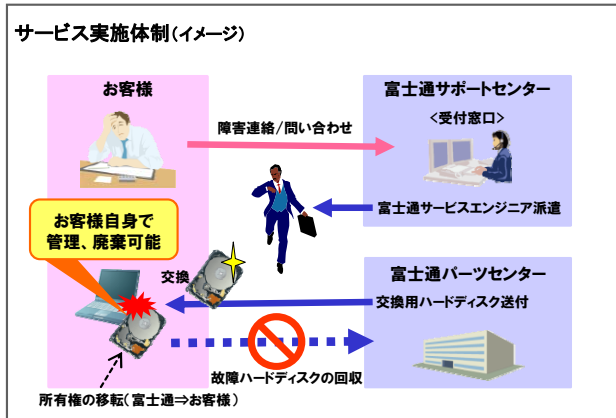 サービス実施体制(イメージ)
お客様
富士通サポートセンター
<受付窓口>
障害連絡/問い合わせ
富士通サービスエンジニア派遣
お客様自身で
管理、廃棄可能
交換
富士通パーツセンター
交換用ハードディスク送付
故障ハードディスクの回収
所有権の移転(富士通⇒お客様)